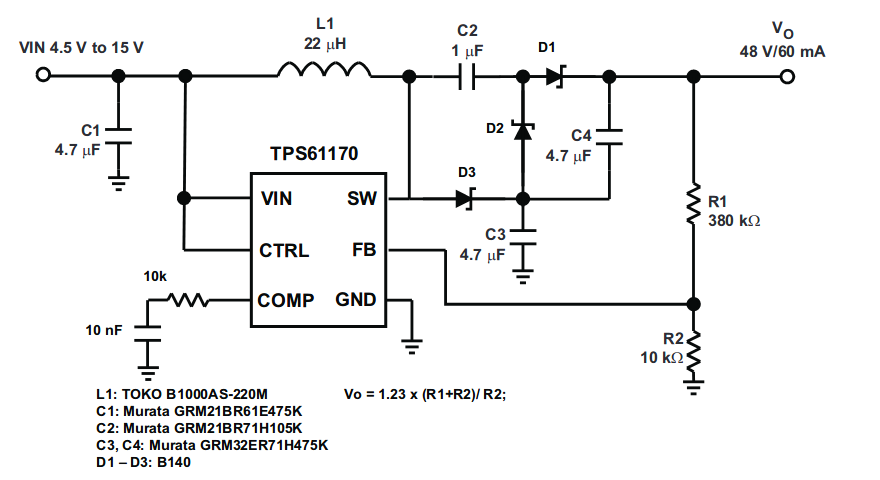 L1
22 μH
C2
1 μF
D1
VO
48 V/60 mA
VIN 4.5 V to 15 V
C1
4.7 μF
D2
C4
4.7 μF
TPS61170
D3
VIN
SW
R1
380 kΩ
C3
4.7 μF
CTRL
FB
10k
COMP
GND
10 nF
R2
10 kΩ
L1: TOKO B1000AS-220M
Vo = 1.23 x (R1+R2)/ R2;
C1: Murata GRM21BR61E475K
C2: Murata GRM21BR71H105K
C3, C4: Murata GRM32ER71H475K
D1 – D3: B140